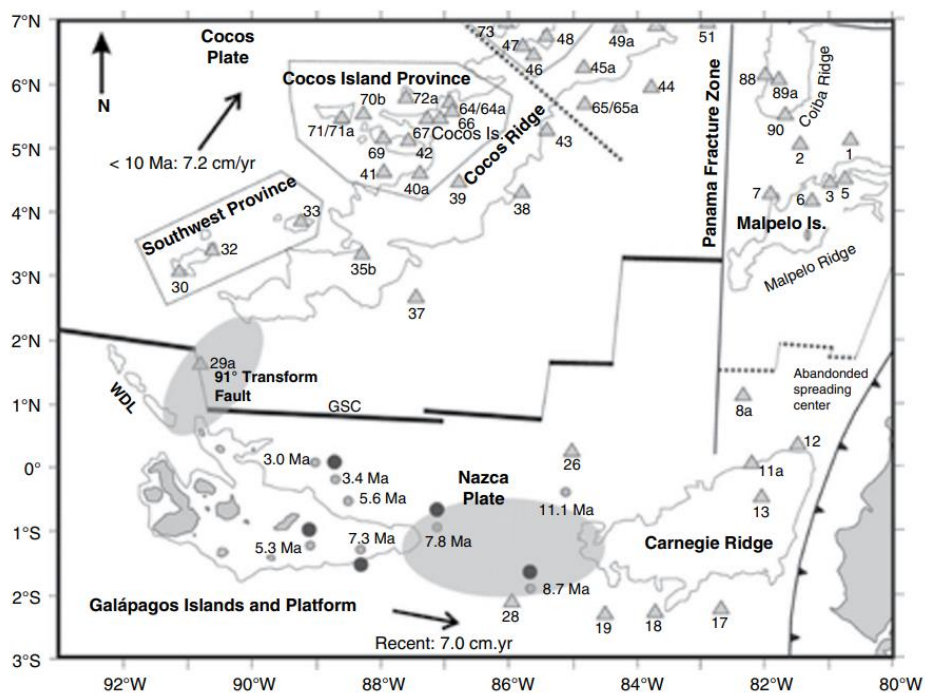 7°N
6°N
5°N
4°N
3°N
2°N
1°N
0°
1°S
2°S
3°S
92°W
90°W
88°W
86°W
84°W
82°W
80°W
N
Cocos
Plate
< 10 Ma: 7.2 cm/yr
Cocos Island Province
70b
72a
64/64a
66
71/71a
67
Cocos Is.
69
42
41
40a
39
Cocos Ridge
73
47
48
46
49a
45a
44
65/65a
43
38
51
Panama Fracture Zone
88
89a
90
Coiba Ridge
2
1
7
6
3
5
Malpelo Is.
Malpelo Ridge
Southwest Province
33
32
30
35b
37
29a
91° Transform
Fault
WDL
GSC
Abandonded
spreading
center
8a
12
11a
13
26
3.0 Ma
3.4 Ma
5.6 Ma
5.3 Ma
7.3 Ma
7.8 Ma
11.1 Ma
8.7 Ma
Nazca
Plate
Carnegie Ridge
28
19
18
17
Galápagos Islands and Platform
Recent: 7.0 cm.yr